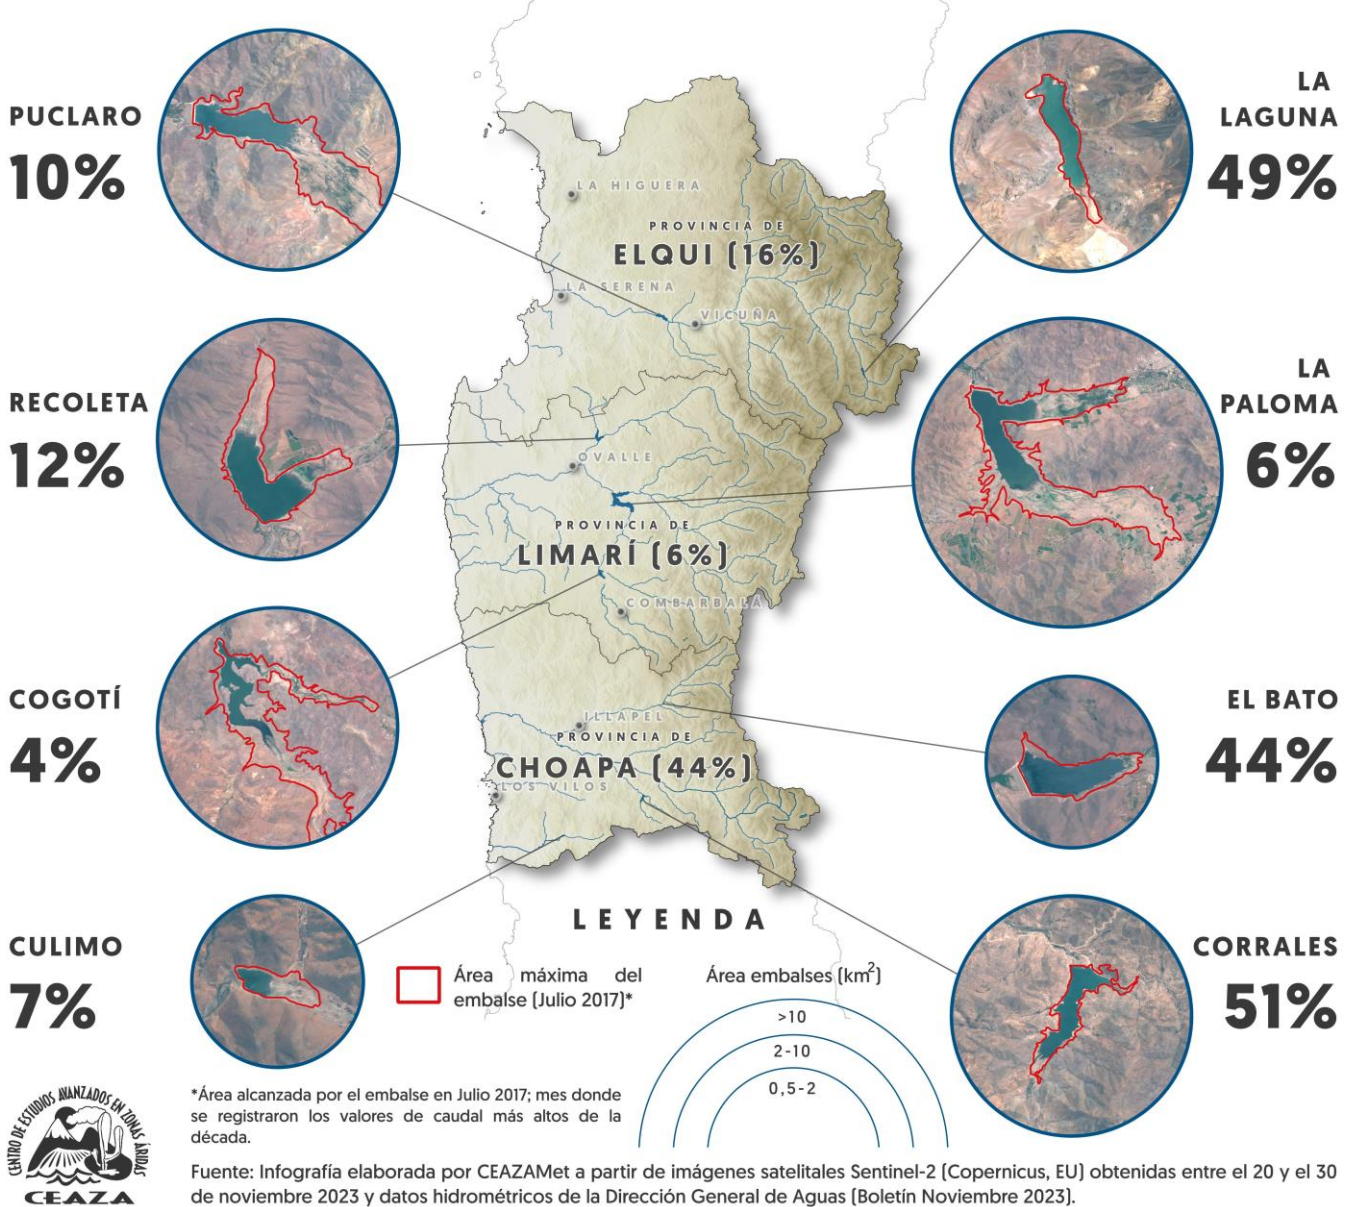 PUCLARO
10%
LA
LAGUNA
49%
LA HIGUERA
PROVINCIA DE
ELQUI (16%)
LA SERENA
VICUÑA
RECOLETA
12%
LA
PALOMA
6%
OVALLE
PROVINCIA DE
LIMARÍ (6%)
COMBARBALÁ
COGOTÍ
4%
EL BATO
44%
ILLAPEL
PROVINCIA DE
CHOAPA (44%)
LOS VILOS
CULIMO
7%
CORRALES
51%
LEYENDA
Área máxima del
embalse (Julio 2017)*
Área embalses (km²)
>10
2-10
0,5-2
*Área alcanzada por el embalse en Julio 2017; mes donde
se registraron los valores de caudal más altos de la
década.
CENTRO DE ESTUDIOS AVANZADOS EN ZONAS ÁRIDAS
CEAZA
Fuente: Infografía elaborada por CEAZAMet a partir de imágenes satelitales Sentinel-2 (Copernicus, EU) obtenidas entre el 20 y el 30
de noviembre 2023 y datos hidrométricos de la Dirección General de Aguas (Boletín Noviembre 2023).